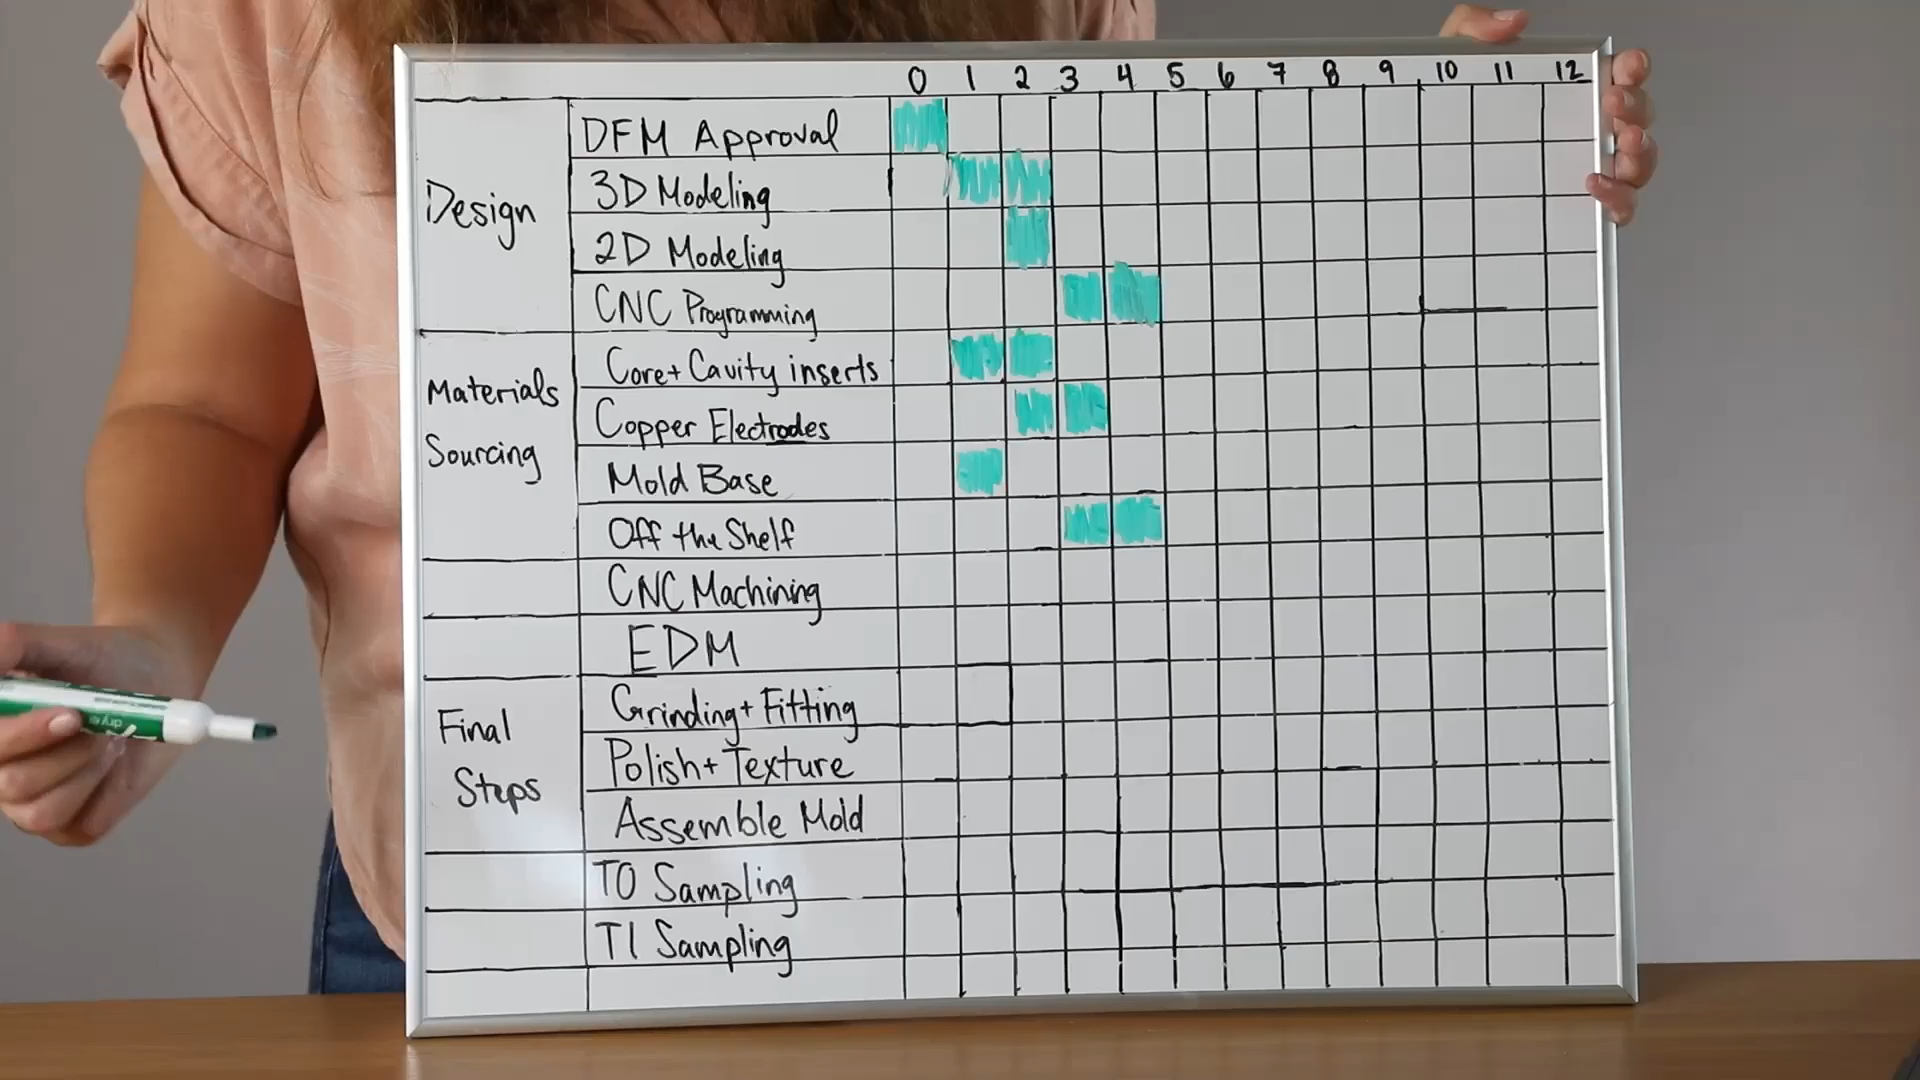 0 1 2 3 4 5 6 7 8 9 10 11 12
Design
DFM Approval
3D Modeling
2D Modeling
CNC Programming
Materials
Sourcing
Core + Cavity inserts
Copper Electrodes
Mold Base
Off the Shelf
CNC Machining
EDM
Final
Steps
Grinding + Fitting
Polish + Texture
Assemble Mold
T0 Sampling
T1 Sampling